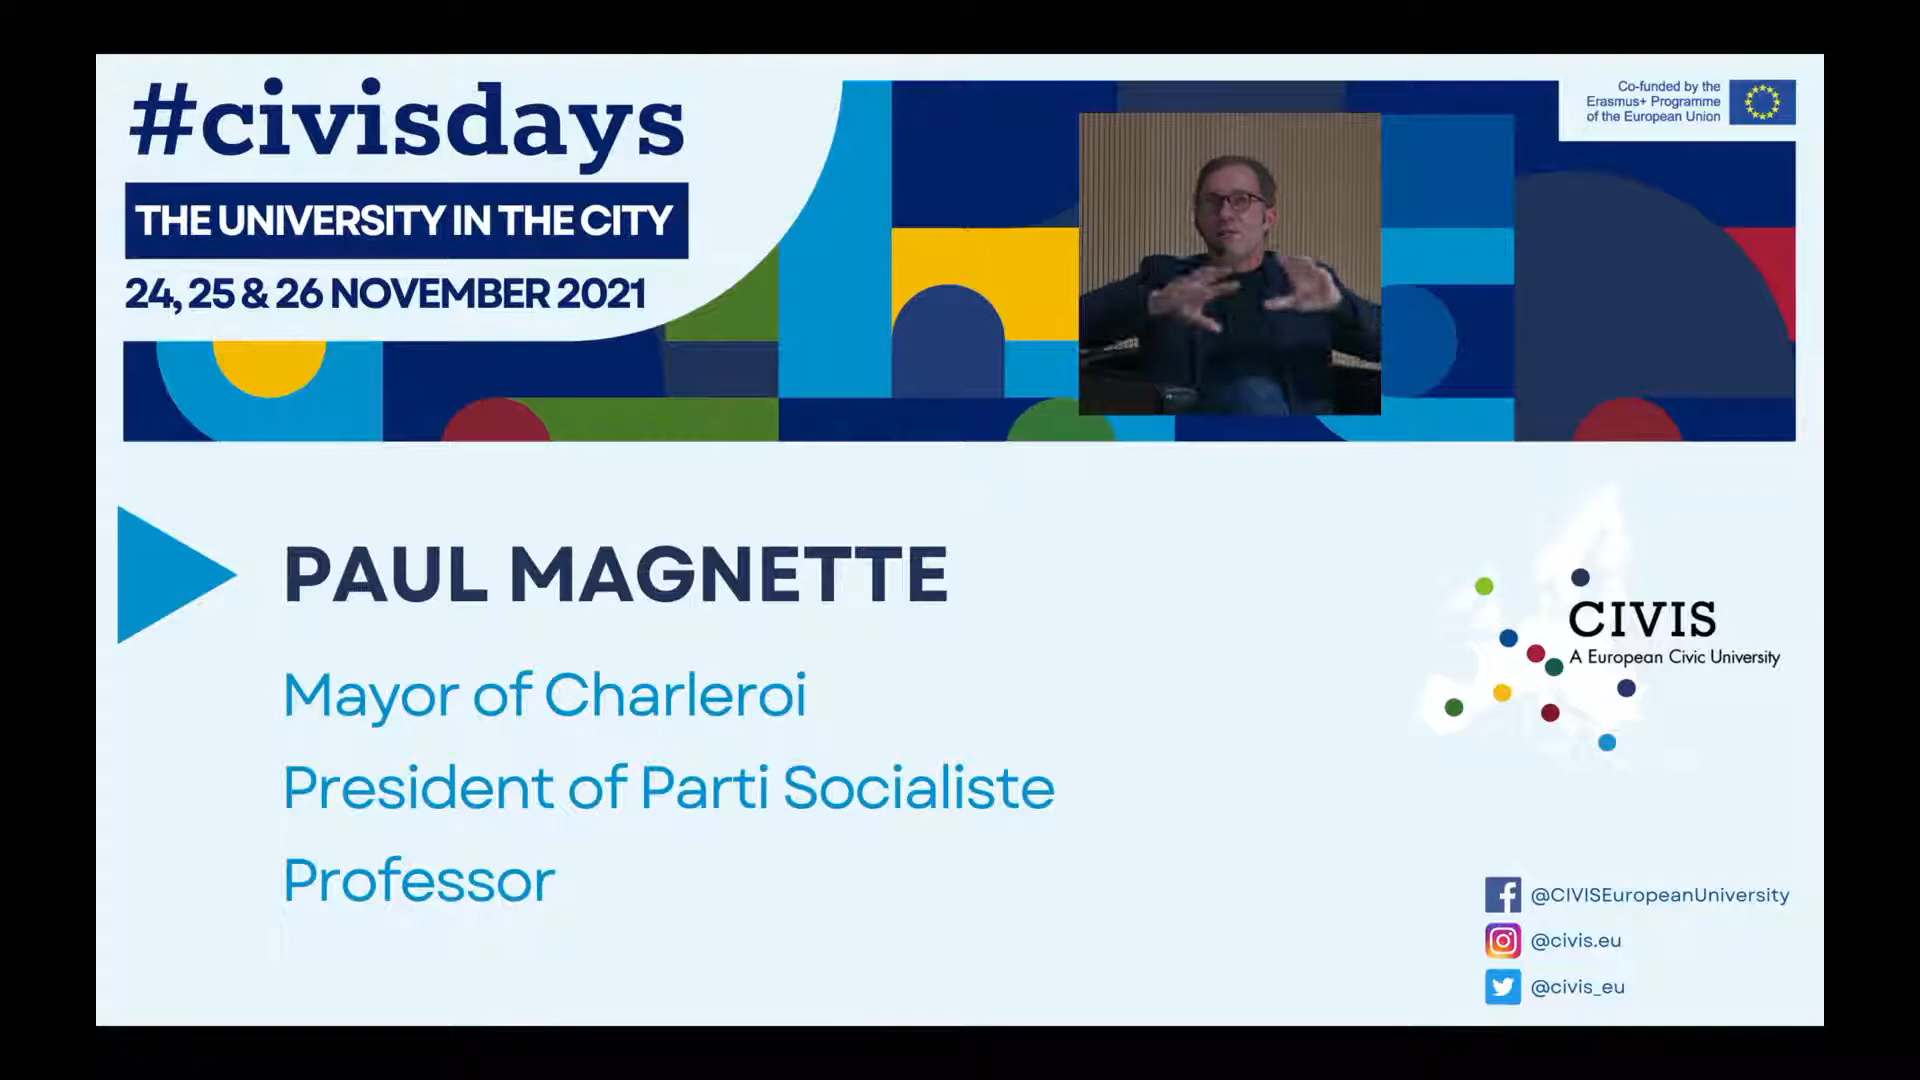 #civisdays
THE UNIVERSITY IN THE CITY
24, 25 & 26 NOVEMBER 2021
Co-funded by the
Erasmus+ Programme
of the European Union
PAUL MAGNETTE
Mayor of Charleroi
President of Parti Socialiste
Professor
CIVIS
A European Civic University
@CIVISEuropeanUniversity
@civis.eu
@civis_eu